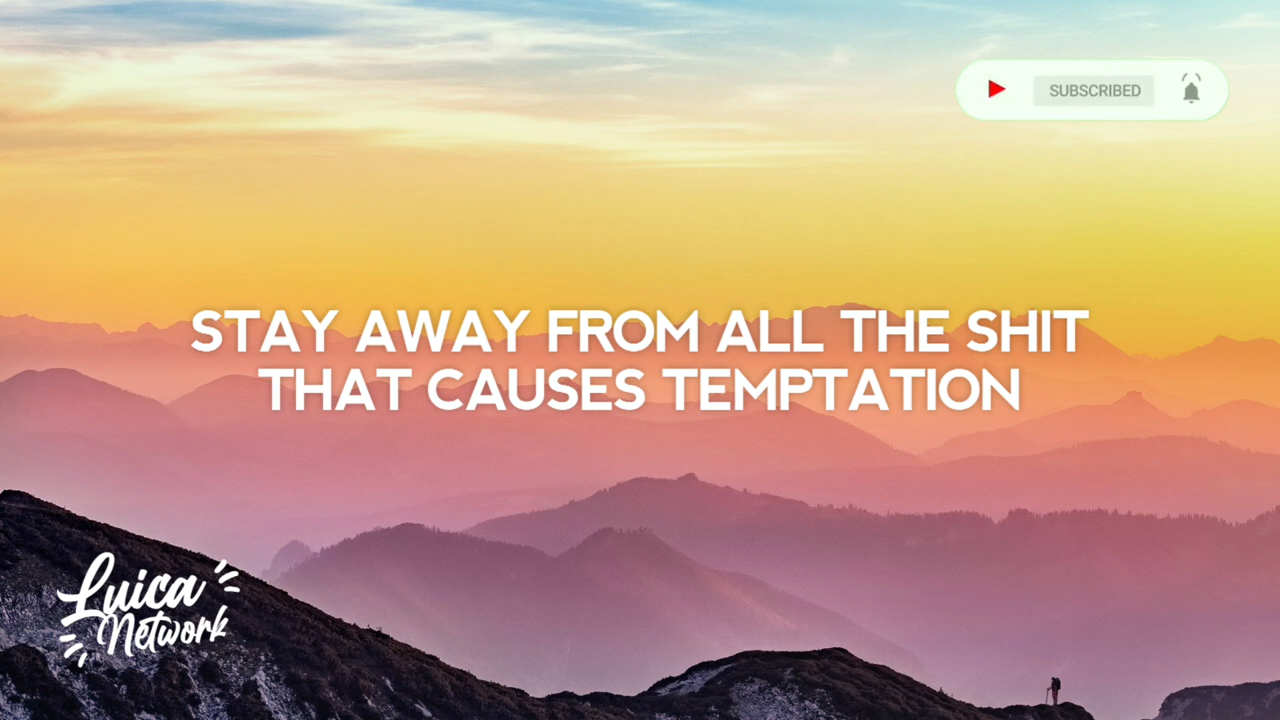 SUBSCRIBED
STAY AWAY FROM ALL THE SHIT
THAT CAUSES TEMPTATION
Luica
Network